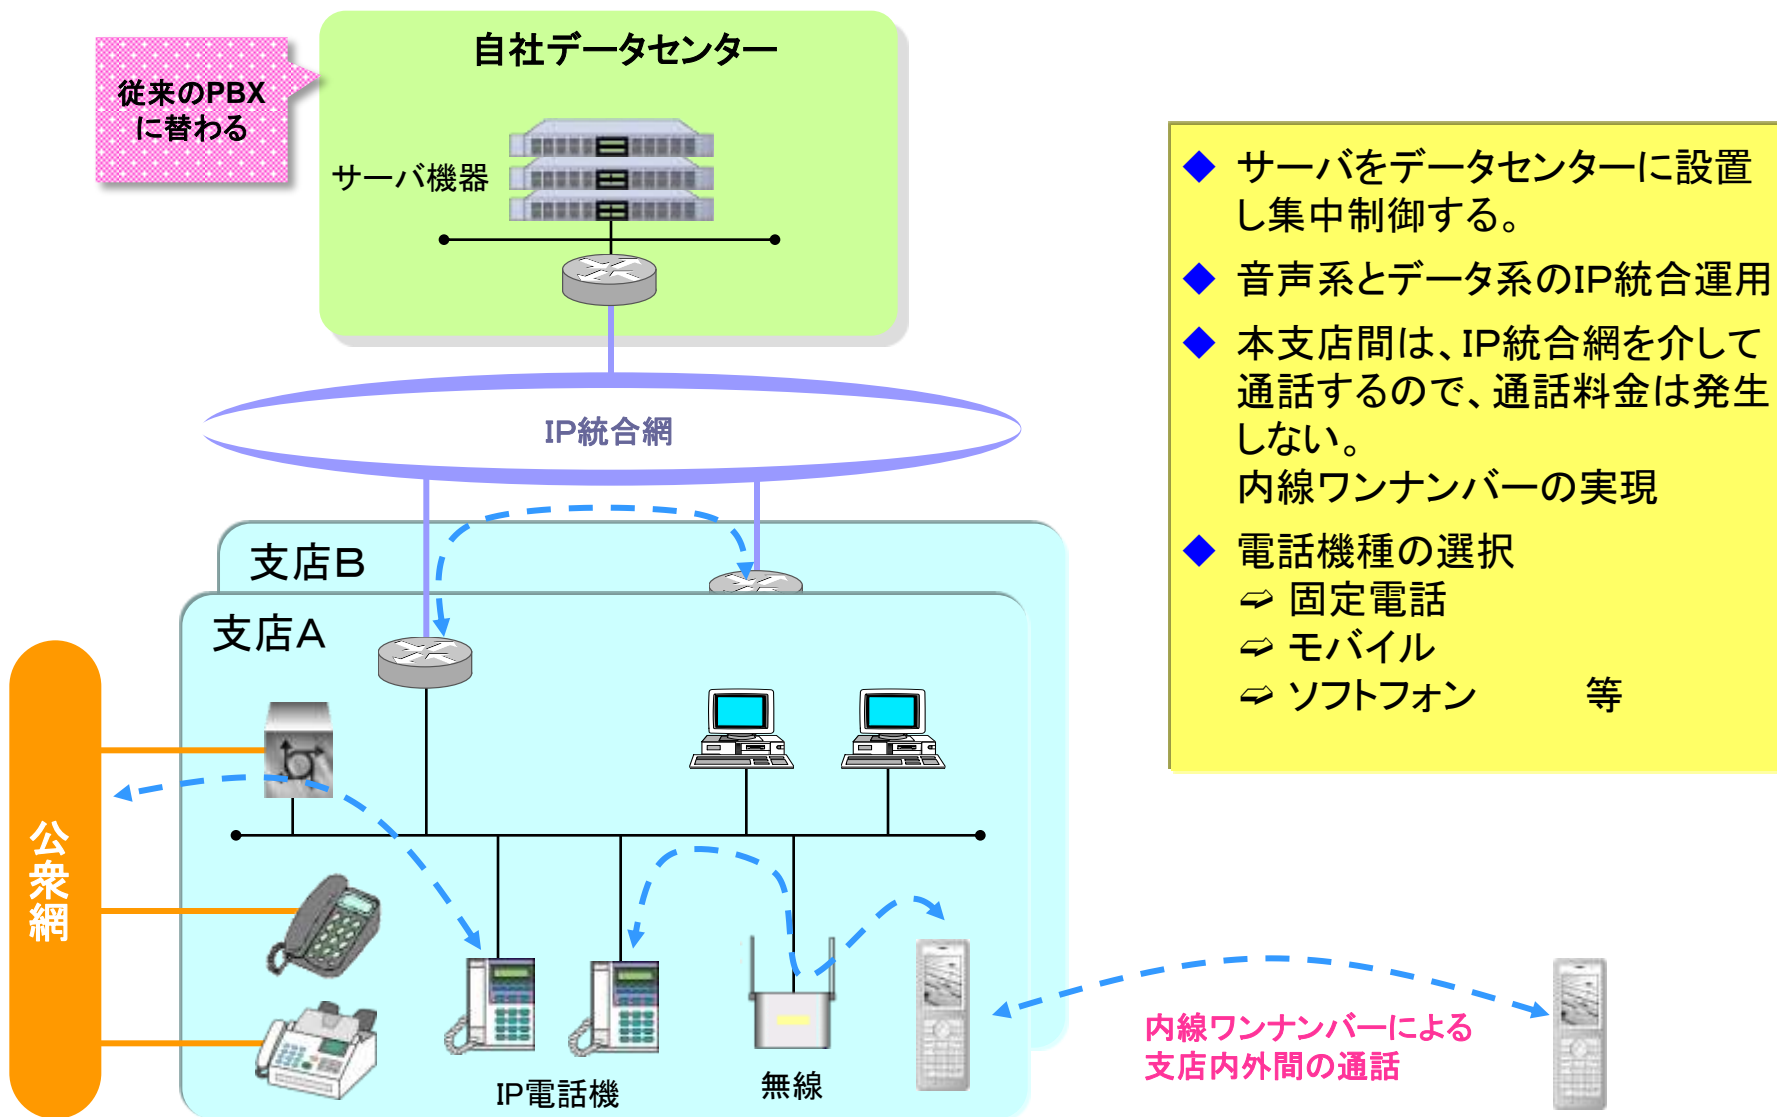 自社データセンター
従来のPBX
に替わる
サーバ機器
IP統合網
支店B
支店A
公衆網
IP電話機
無線
内線ワンナンバーによる
支店内外間の通話
◆ サーバをデータセンターに設置
し集中制御する。
◆ 音声系とデータ系のIP統合運用
◆ 本支店間は、IP統合網を介して
通話するので、通話料金は発生
しない。
内線ワンナンバーの実現
◆ 電話機種の選択
➫ 固定電話
➫ モバイル
➫ ソフトフォン 等